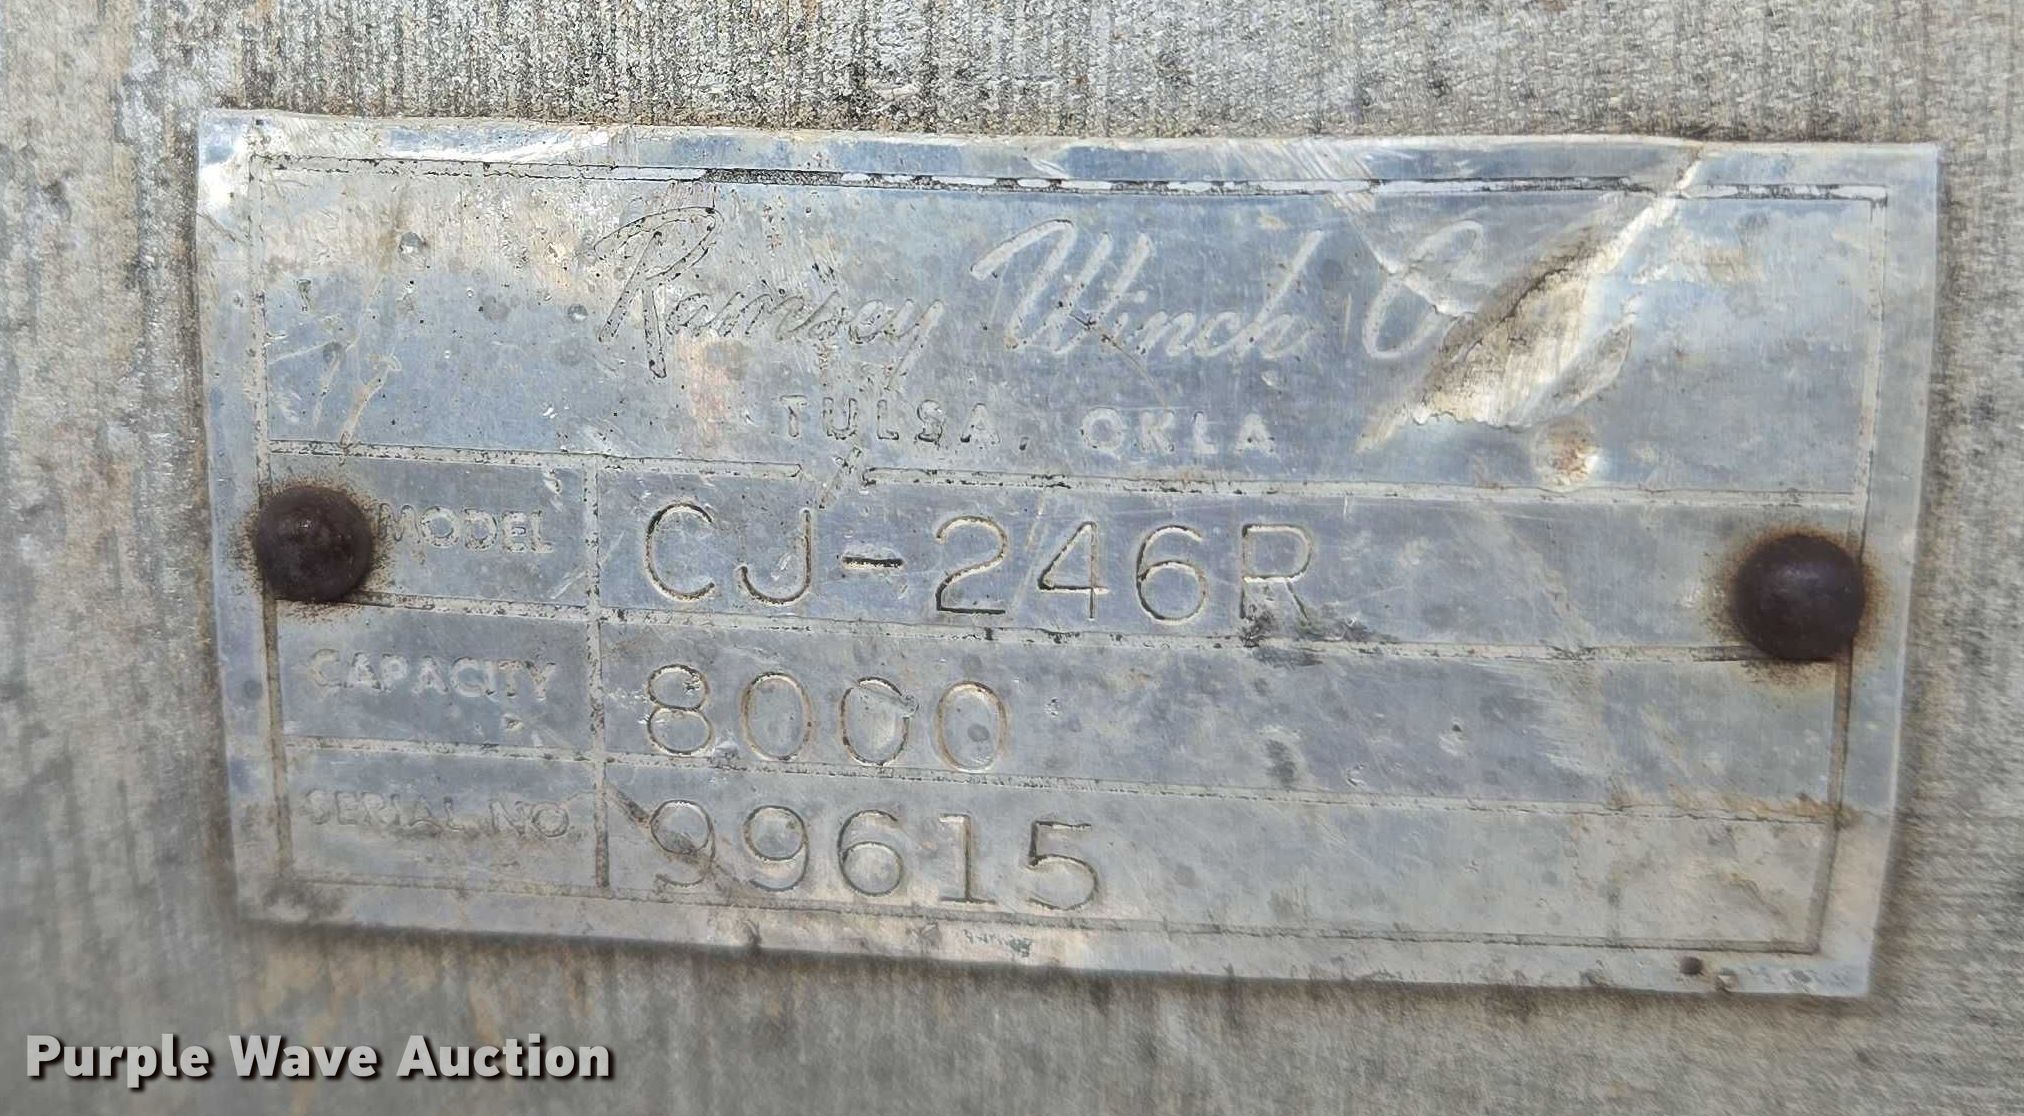 Ramsey Winch Co.
TULSA, OKLA
MODEL CJ-246R
CAPACITY 8000
SERIAL NO. 99615
Purple Wave Auction